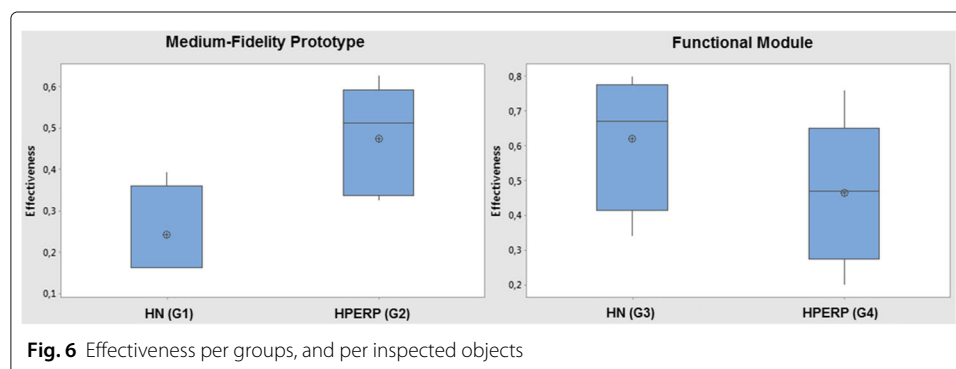 Medium-Fidelity Prototype
Effectiveness
0,6
0,5
0,4
0,3
0,2
0,1
HN (G1)
HPERP (G2)
Functional Module
Effectiveness
0,8
0,7
0,6
0,5
0,4
0,3
0,2
HN (G3)
HPERP (G4)
Fig. 6 Effectiveness per groups, and per inspected objects